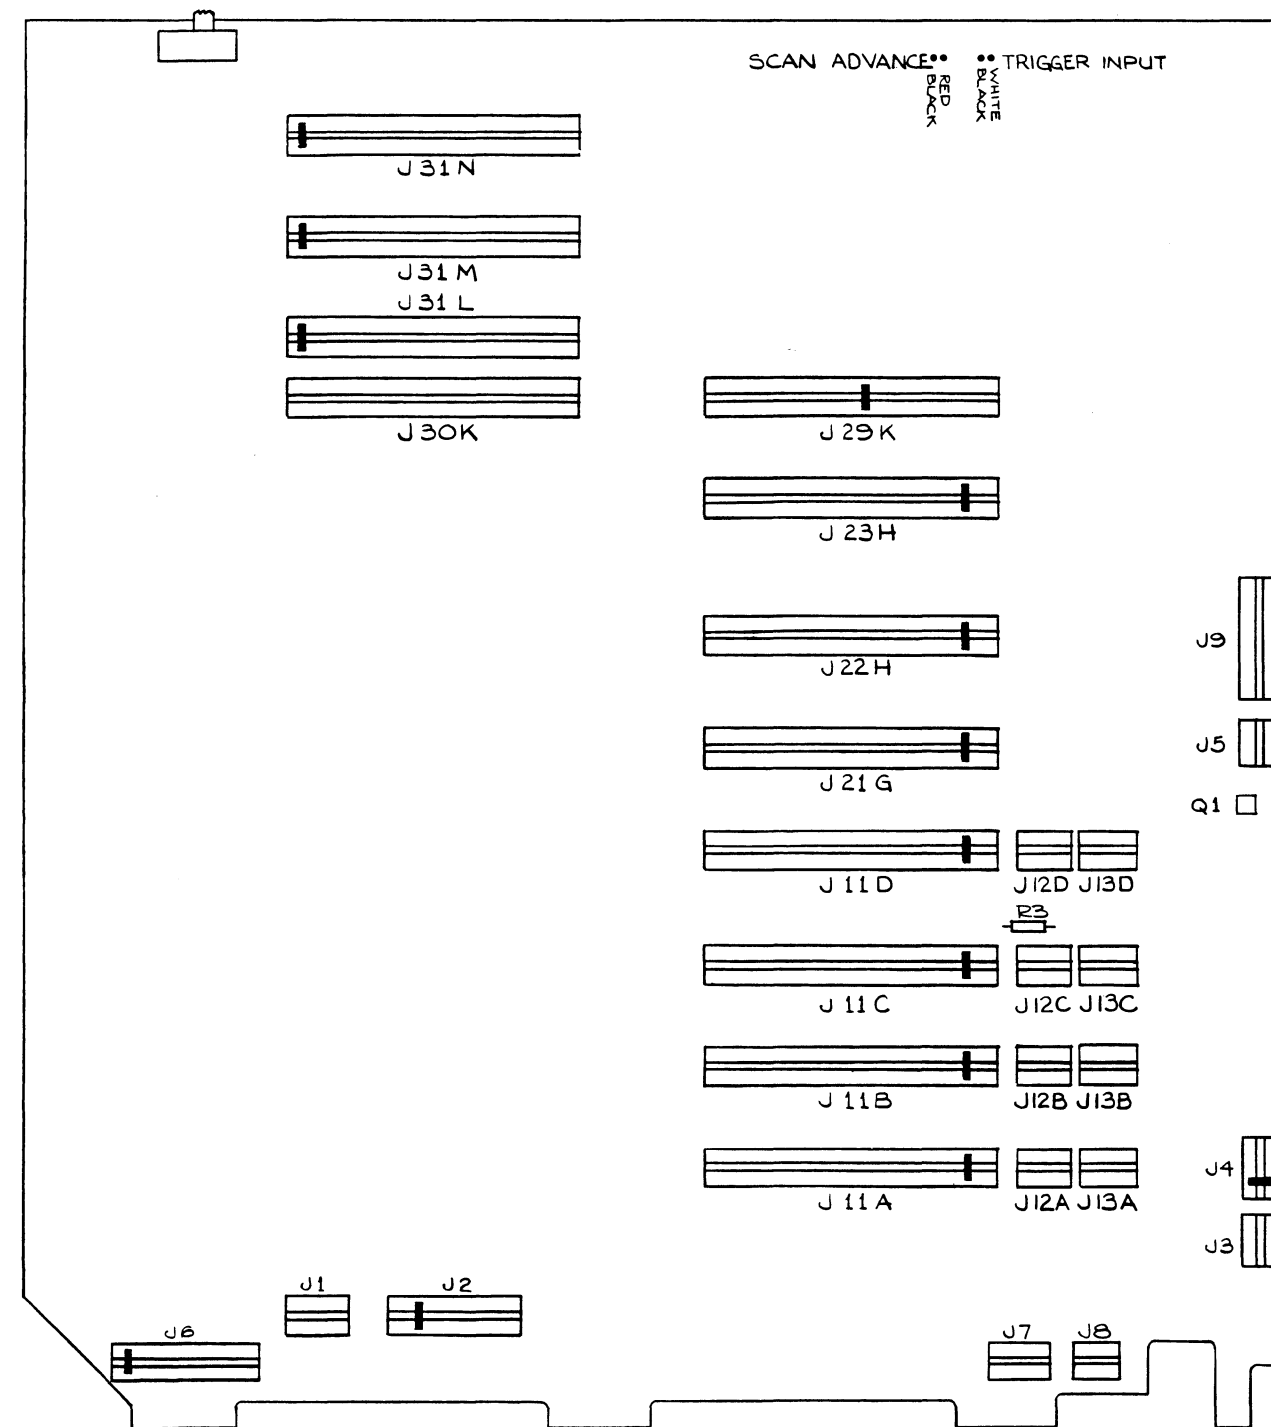 SCAN ADVANCE
RED
BLACK
WHITE
BLACK
TRIGGER INPUT
J31N
J31M
J31L
J30K
J29K
J23H
J9
J22H
J5
J21G
Q1
J11D J12D J13D
R3
J11C J12C J13C
J11B J12B J13B
J4
J11A J12A J13A
J3
J1 J2
J6 J7 J8